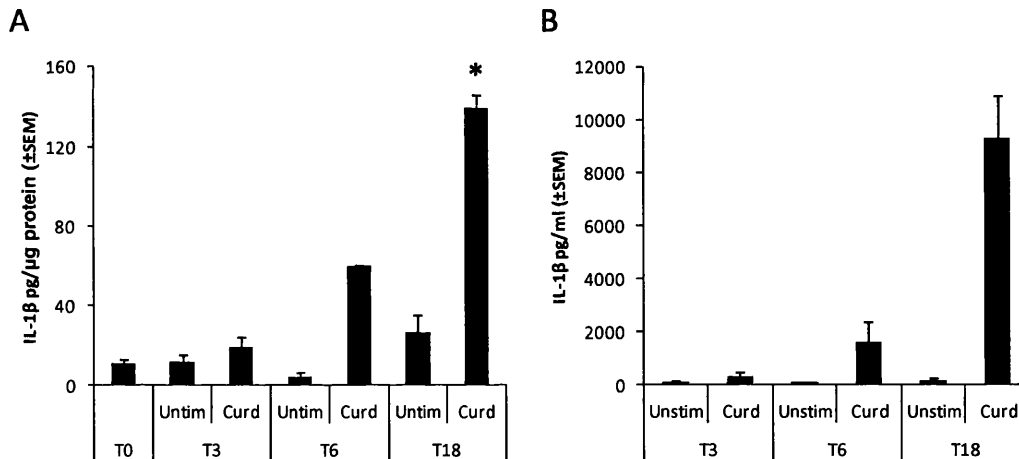 A
IL-1β pg/μg protein (±SEM)
160
120
80
40
0
*
Untim Curd Untim Curd Untim Curd
T0 T3 T6 T18
B
IL-1β pg/ml (±SEM)
12000
10000
8000
6000
4000
2000
0
Unstim Curd Unstim Curd Unstim Curd
T3 T6 T18